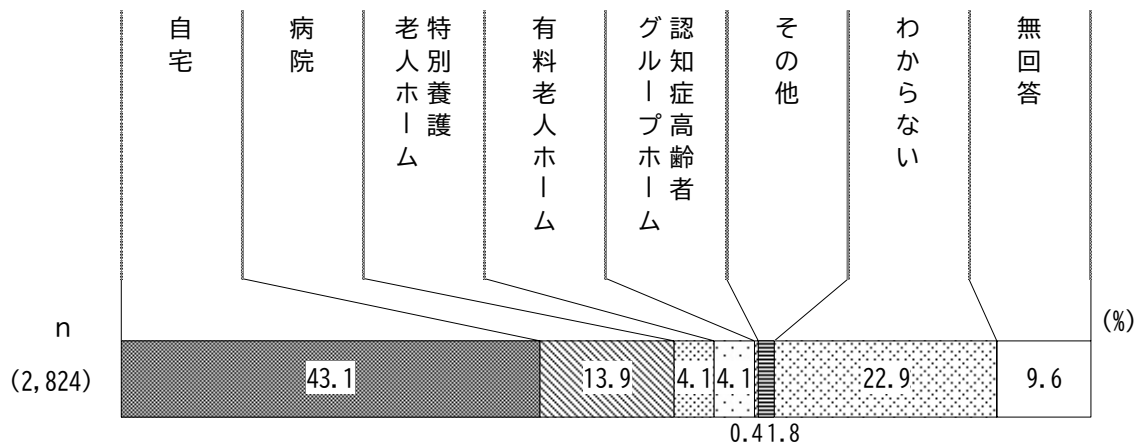 自宅
病院
特別養護
老人ホーム
有料老人ホーム
認知症高齢者
グループホーム
その他
わからない
無回答
n
(%)
(2,824)
43.1
13.9
4.1
4.1
22.9
9.6
0.4
1.8